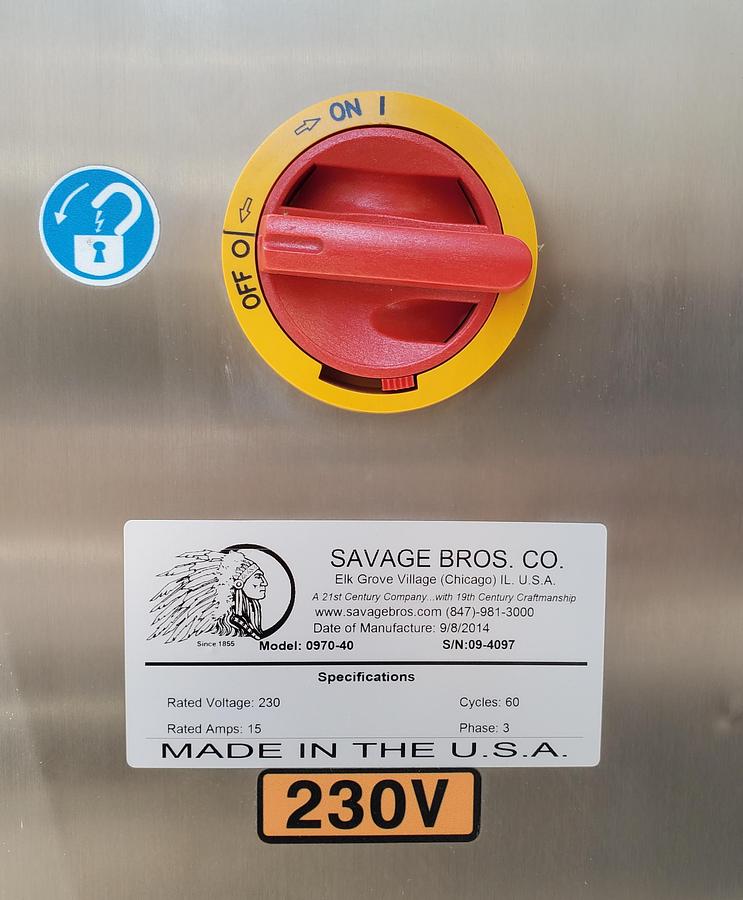 ON I
OFF O
SAVAGE BROS. CO.
Elk Grove Village (Chicago) IL. U.S.A.
A 21st Century Company...with 19th Century Craftmanship
www.savagebros.com (847)-981-3000
Date of Manufacture: 9/8/2014
Since 1855 Model: 0970-40 S/N:09-4097
Specifications
Rated Voltage: 230 Cycles: 60
Rated Amps: 15 Phase: 3
MADE IN THE U.S.A.
230V